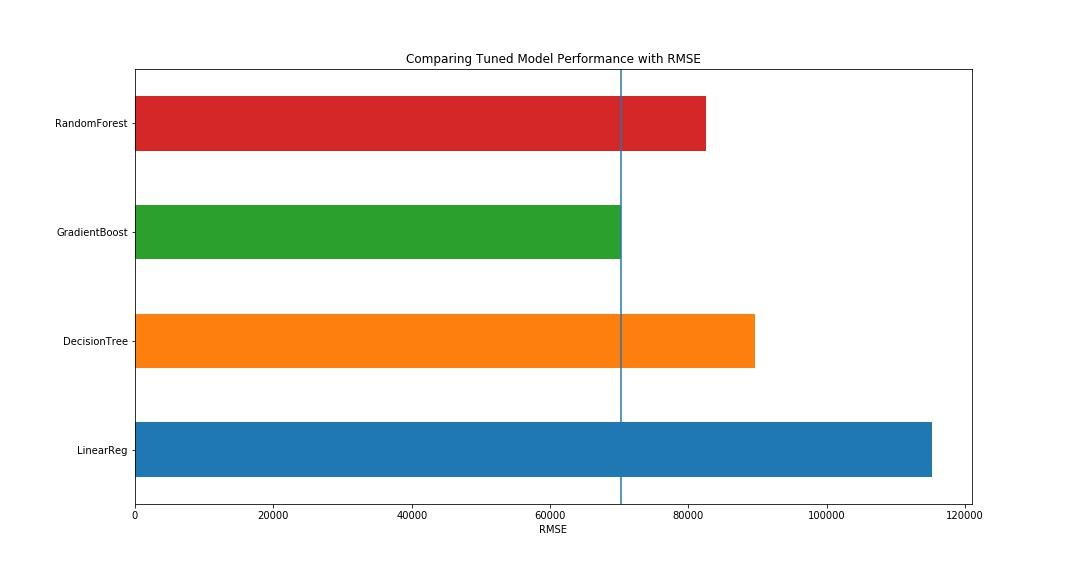 Comparing Tuned Model Performance with RMSE
RandomForest
GradientBoost
DecisionTree
LinearReg
0 20000 40000 60000 80000 100000 120000
RMSE